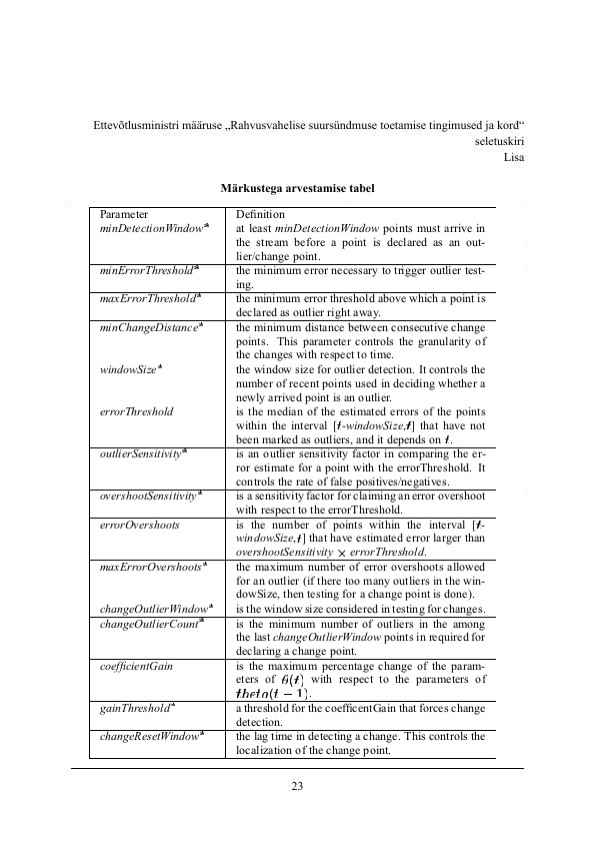 Ettevõtlusministri määruse „Rahvusvahelise suursündmuse toetamise tingimused ja kord“
seletuskiri
Lisa
Märkustega arvestamise tabel
Parameter Definition
minDetectionWindow* at least minDetectionWindow points must arrive in
the stream before a point is declared as an out-
lier/change point.
minErrorThreshold* the minimum error necessary to trigger outlier test-
ing.
maxErrorThreshold* the minimum error threshold above which a point is
declared as outlier right away.
minChangeDistance* the minimum distance between consecutive change
points. This parameter controls the granularity of
the changes with respect to time.
windowSize* the window size for outlier detection. It controls the
number of recent points used in deciding whether a
newly arrived point is an outlier.
errorThreshold is the median of the estimated errors of the points
within the interval [t-windowSize,t] that have not
been marked as outliers, and it depends on t.
outlierSensitivity* is an outlier sensitivity factor in comparing the er-
ror estimate for a point with the errorThreshold. It
controls the rate of false positives/negatives.
overshootSensitivity* is a sensitivity factor for claiming an error overshoot
with respect to the errorThreshold.
errorOvershoots is the number of points within the interval [t-
windowSize,t] that have estimated error larger than
overshootSensitivity × errorThreshold.
maxErrorOvershoots* the maximum number of error overshoots allowed
for an outlier (if there too many outliers in the win-
dowSize, then testing for a change point is done).
changeOutlierWindow* is the window size considered in testing for changes.
changeOutlierCount* is the minimum number of outliers in the among
the last changeOutlierWindow points in required for
declaring a change point.
coefficientGain is the maximum percentage change of the param-
eters of θ(t) with respect to the parameters of
theta(t − 1).
gainThreshold* a threshold for the coefficentGain that forces change
detection.
changeResetWindow* the lag time in detecting a change. This controls the
localization of the change point.
23